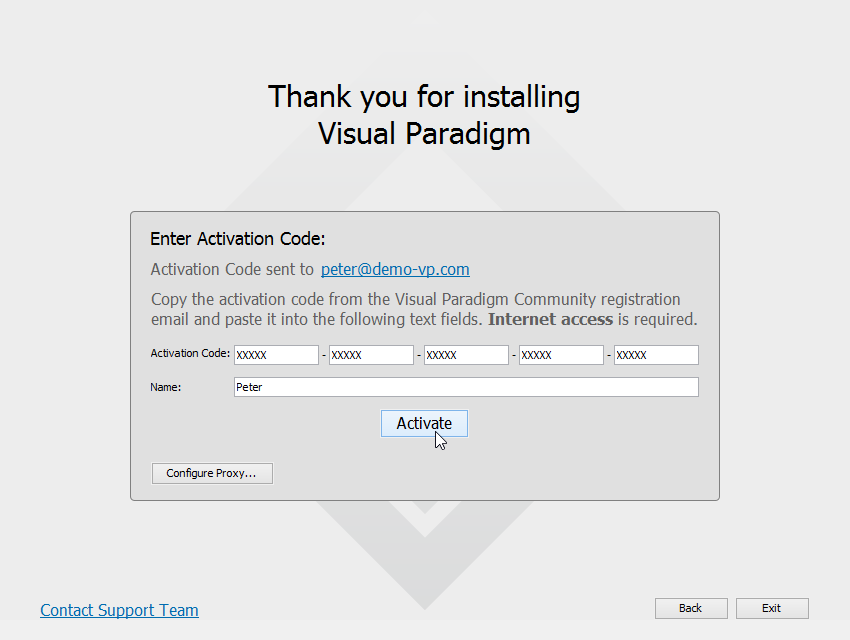 Thank you for installing
Visual Paradigm
Enter Activation Code:
Activation Code sent to peter@demo-vp.com
Copy the activation code from the Visual Paradigm Community registration
email and paste it into the following text fields. Internet access is required.
Activation Code: XXXXX - XXXXX - XXXXX - XXXXX - XXXXX
Name: Peter
Activate
Configure Proxy...
Contact Support Team Back Exit